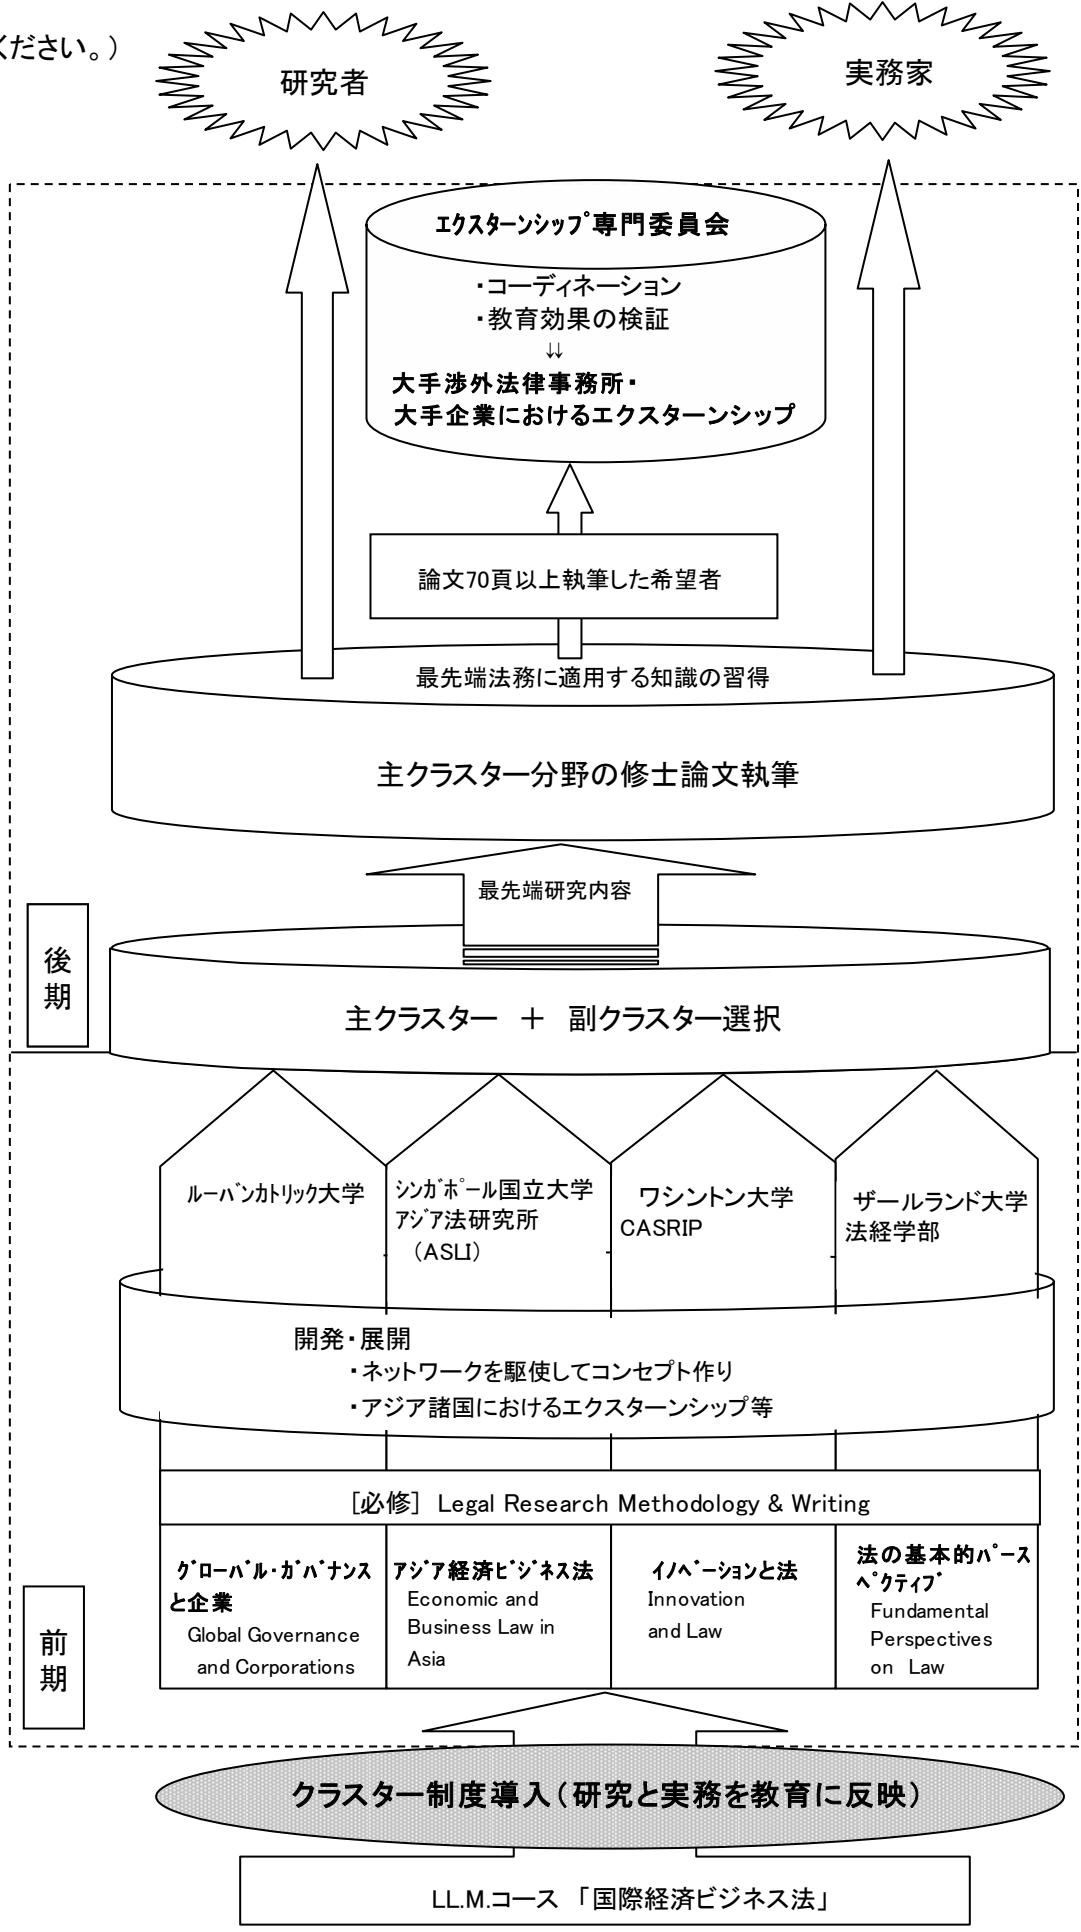 ください。）
研究者
実務家
ｴｸｽﾀｰﾝｼｯﾌﾟ専門委員会
・コーディネーション
・教育効果の検証
↓↓
大手渉外法律事務所・
大手企業におけるエクスターンシップ
論文70頁以上執筆した希望者
最先端法務に適用する知識の習得
主クラスター分野の修士論文執筆
最先端研究内容
後期
主クラスター ＋ 副クラスター選択
ﾙｰﾊﾞﾝｶﾄﾘｯｸ大学
ｼﾝｶﾞﾎﾟｰﾙ国立大学
ｱｼﾞｱ法研究所
（ASLI）
ワシントン大学
CASRIP
ザールランド大学
法経学部
開発・展開
・ネットワークを駆使してコンセプト作り
・アジア諸国におけるエクスターンシップ等
［必修］ Legal Research Methodology & Writing
ｸﾞﾛｰﾊﾞﾙ・ｶﾞﾊﾞﾅﾝｽ
と企業
Global Governance
and Corporations
ｱｼﾞｱ経済ﾋﾞｼﾞﾈｽ法
Economic and
Business Law in
Asia
ｲﾉﾍﾞｰｼｮﾝと法
Innovation
and Law
法の基本的ﾊﾟｰｽ
ﾍﾟｸﾃｨﾌﾞ
Fundamental
Perspectives
on Law
前期
クラスター制度導入（研究と実務を教育に反映）
LL.M.コース 「国際経済ビジネス法」